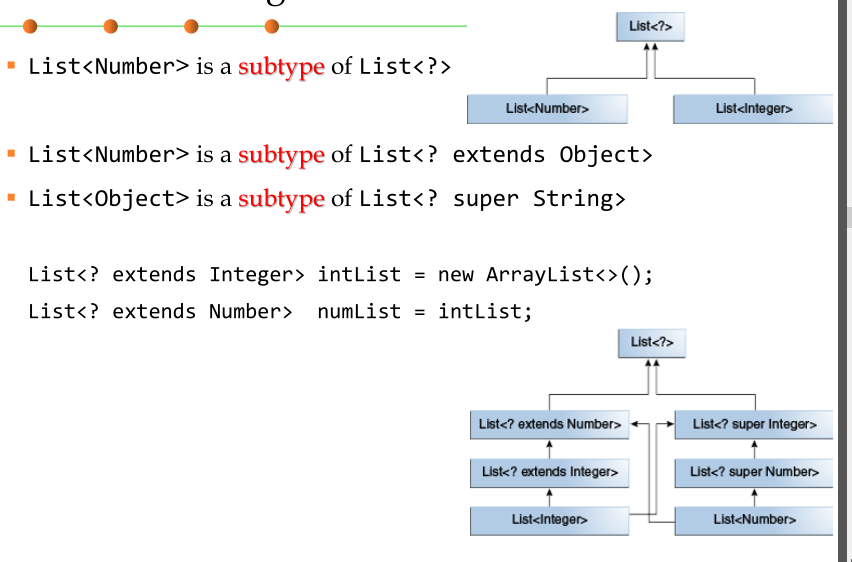 List<?>
▪ List<Number> is a subtype of List<?>
List<Number> List<Integer>
▪ List<Number> is a subtype of List<? extends Object>
▪ List<Object> is a subtype of List<? super String>
List<? extends Integer> intList = new ArrayList<>();
List<? extends Number>  numList = intList;
List<?>
List<? extends Number> List<? super Integer>
List<? extends Integer> List<? super Number>
List<Integer> List<Number>